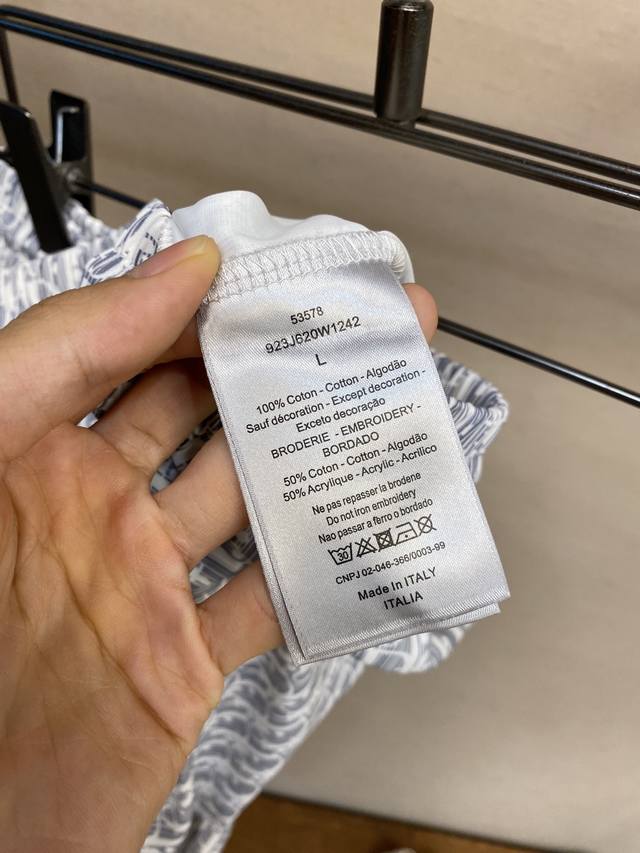 53578
923J620W1242
L
100% Coton - Cotton - Algodão
Sauf décoration - Except decoration -
Exceto decoração
BRODERIE - EMBROIDERY -
BORDADO
50% Coton - Cotton - Algodão
50% Acrylique - Acrylic - Acrílico
Ne pas repasser la broderie
Do not iron embroidery
Nao passar a ferro o bordado
30
CNPJ 02-046-366/0003-99
Made In ITALY
ITALIA